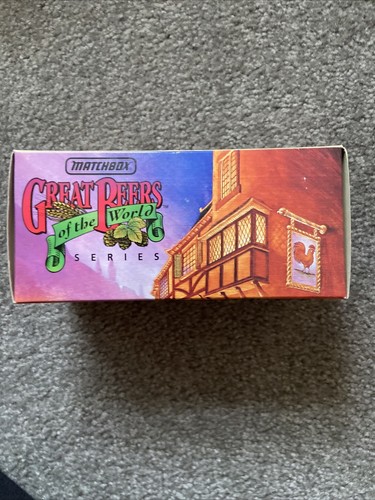 MATCHBOX
GREAT BEERS
of the World
SERIES